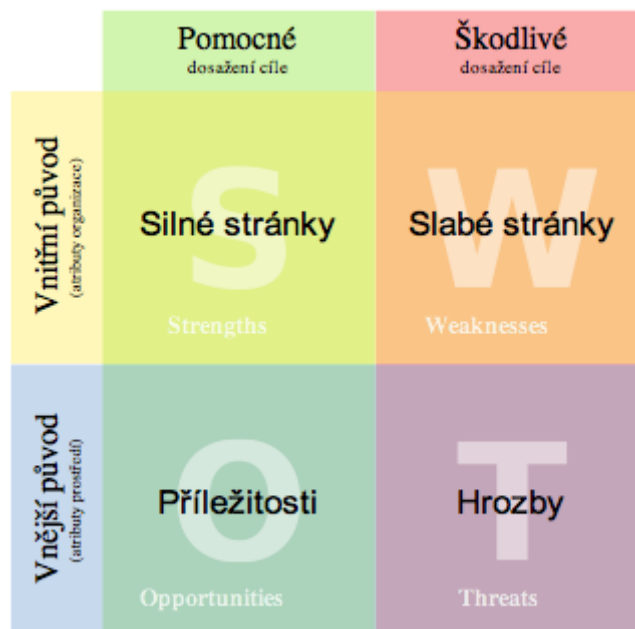 Pomocné
dosažení cíle
Škodlivé
dosažení cíle
Vnitřní původ
(atributy organizace)
S
Silné stránky
Strengths
W
Slabé stránky
Weaknesses
Vnější původ
(atributy prostředí)
O
Příležitosti
Opportunities
T
Hrozby
Threats